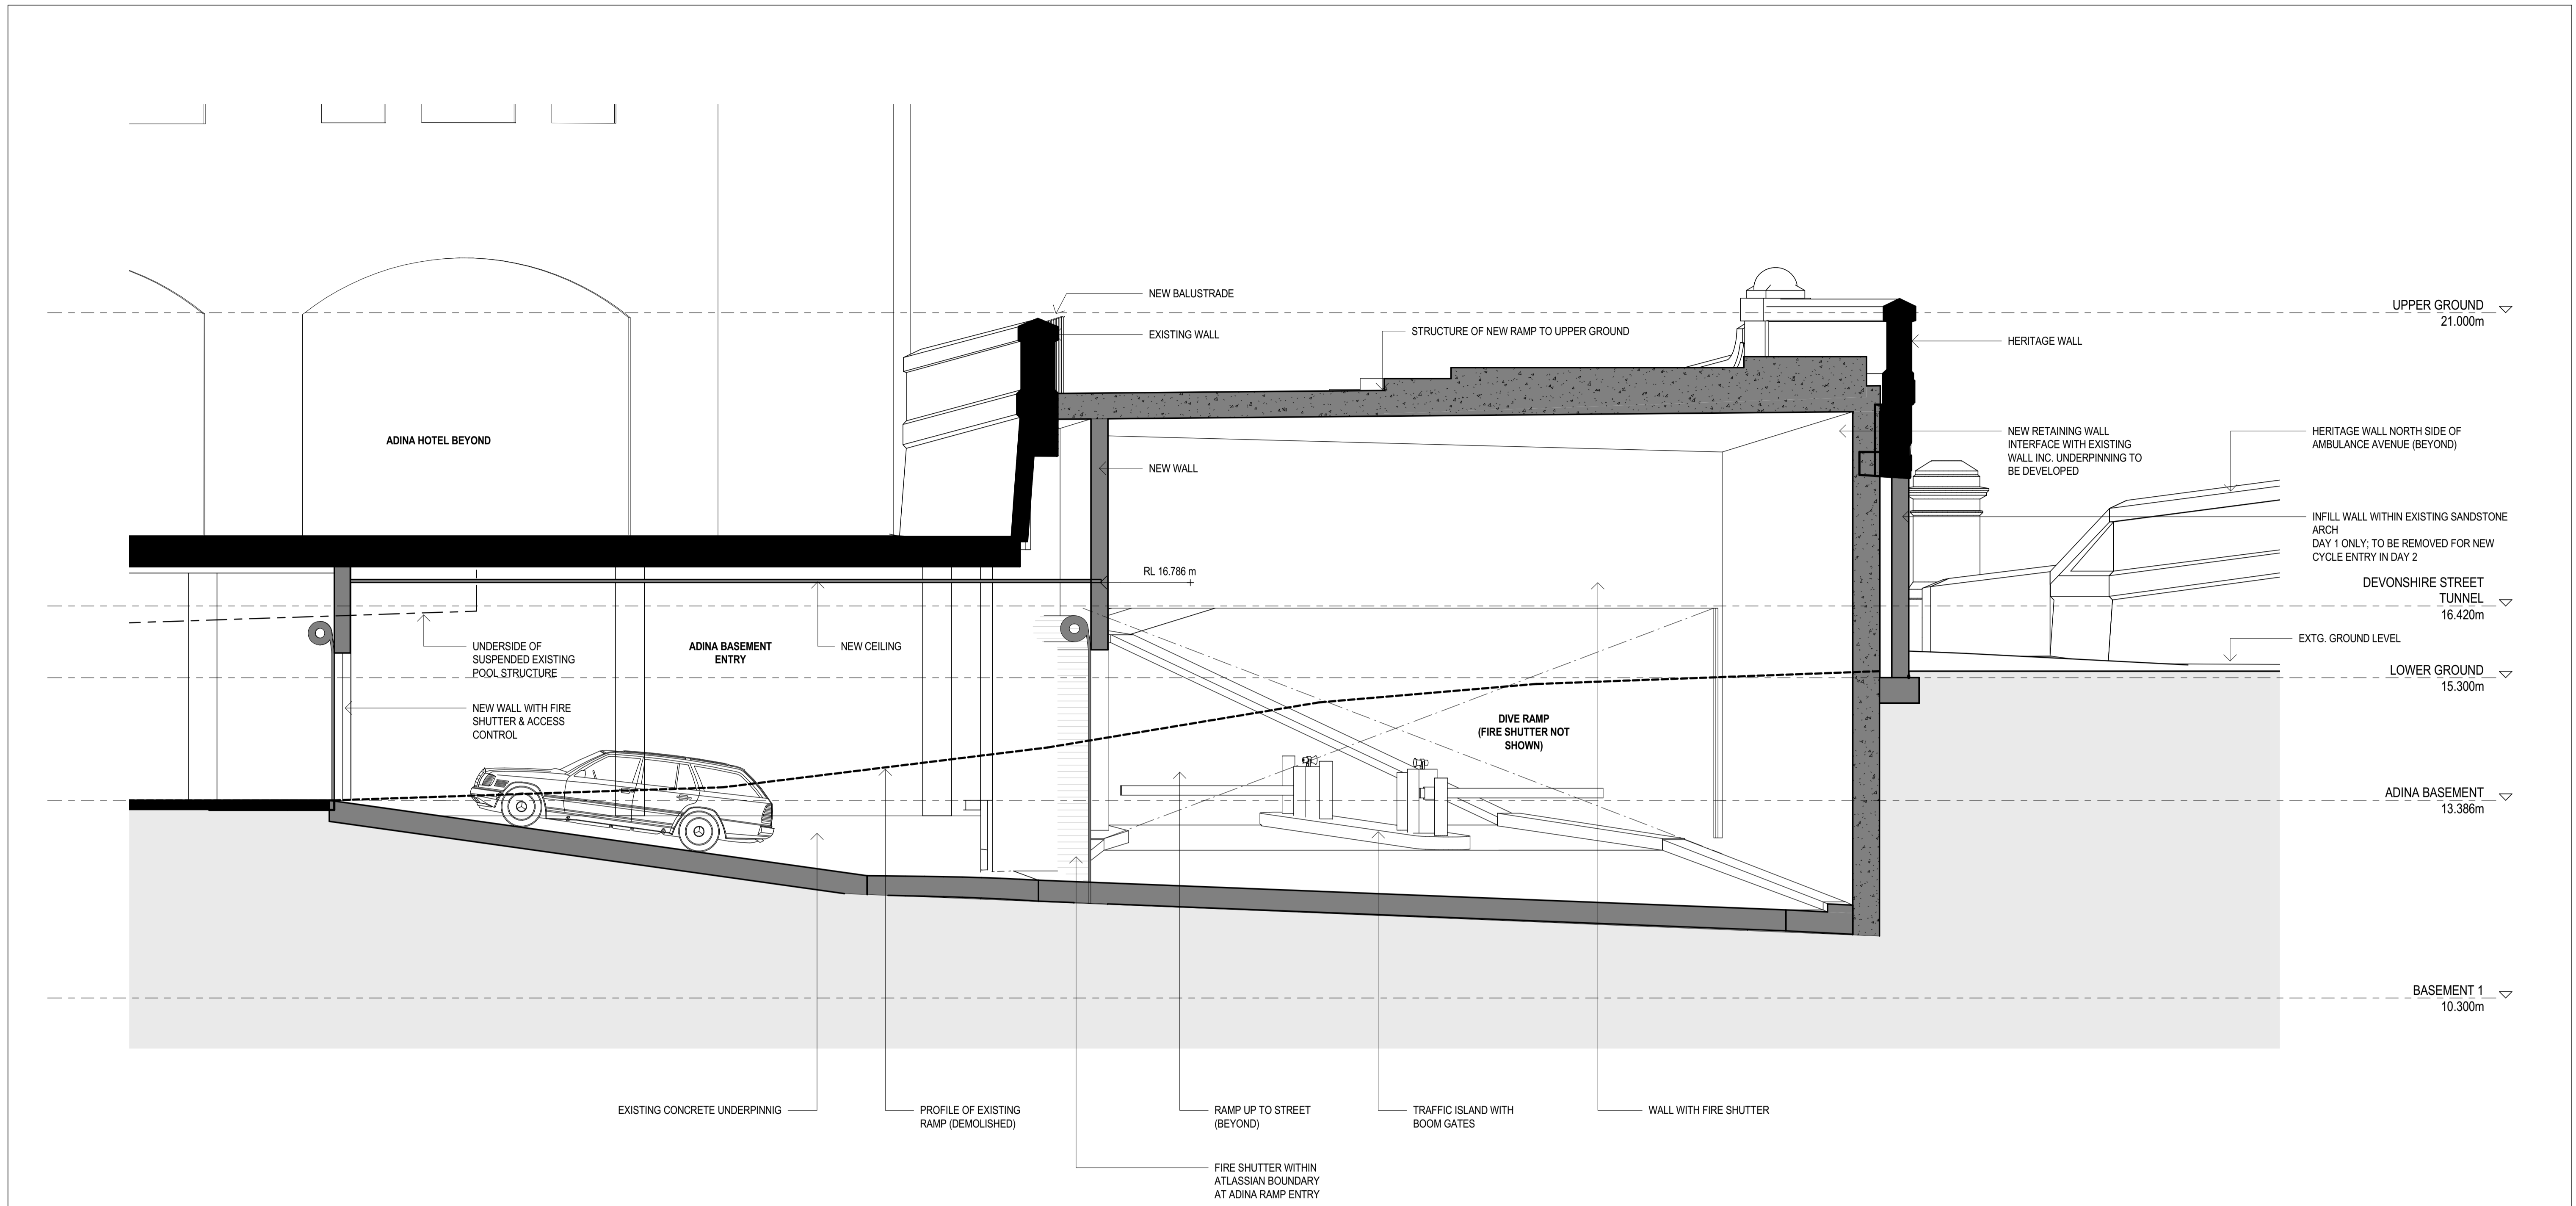 NEW BALUSTRADE
EXISTING WALL
STRUCTURE OF NEW RAMP TO UPPER GROUND
UPPER GROUND
21.000m
HERITAGE WALL
ADINA HOTEL BEYOND
NEW WALL
NEW RETAINING WALL
INTERFACE WITH EXISTING
WALL INC. UNDERPINNING TO
BE DEVELOPED
HERITAGE WALL NORTH SIDE OF
AMBULANCE AVENUE (BEYOND)
INFILL WALL WITHIN EXISTING SANDSTONE
ARCH
DAY 1 ONLY; TO BE REMOVED FOR NEW
CYCLE ENTRY IN DAY 2
RL 16.786 m
DEVONSHIRE STREET
TUNNEL
16.420m
UNDERSIDE OF
SUSPENDED EXISTING
POOL STRUCTURE
ADINA BASEMENT
ENTRY
NEW CEILING
EXTG. GROUND LEVEL
LOWER GROUND
15.300m
NEW WALL WITH FIRE
SHUTTER & ACCESS
CONTROL
DIVE RAMP
(FIRE SHUTTER NOT
SHOWN)
ADINA BASEMENT
13.386m
BASEMENT 1
10.300m
EXISTING CONCRETE UNDERPINNIG
PROFILE OF EXISTING
RAMP (DEMOLISHED)
RAMP UP TO STREET
(BEYOND)
TRAFFIC ISLAND WITH
BOOM GATES
WALL WITH FIRE SHUTTER
FIRE SHUTTER WITHIN
ATLASSIAN BOUNDARY
AT ADINA RAMP ENTRY